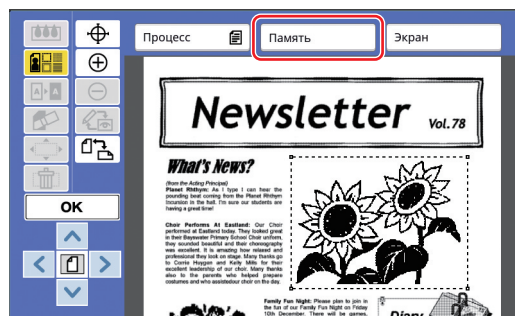 Процесс
Память
Экран
A A
OK
Newsletter Vol.78
What's News?
(from the Acting Principal)
Planet Rhthym: As I type I can hear the
pounding beat coming from the Planet Rhthym
Incursion in the hall. I'm sure our students are
having a great time!
Choir Performs At Eastland: Our Choir
performed at Eastland today. They looked great
in their Bayswater Primary School Choir uniform,
they sounded beautiful and their choreography
was excellent. It is amazing how relaxed and
professional they look on stage. Many thanks go
to Corrie Huygan and Kelly Mills for their
excellent leadership of our choir. Many thanks
also to the parents who helped prepare
costumes and who assistedour choir on the day.
Family Fun Night: Please plan to join in
the fun of our Family Fun Night on Friday
10th December. There will be games,
Diary